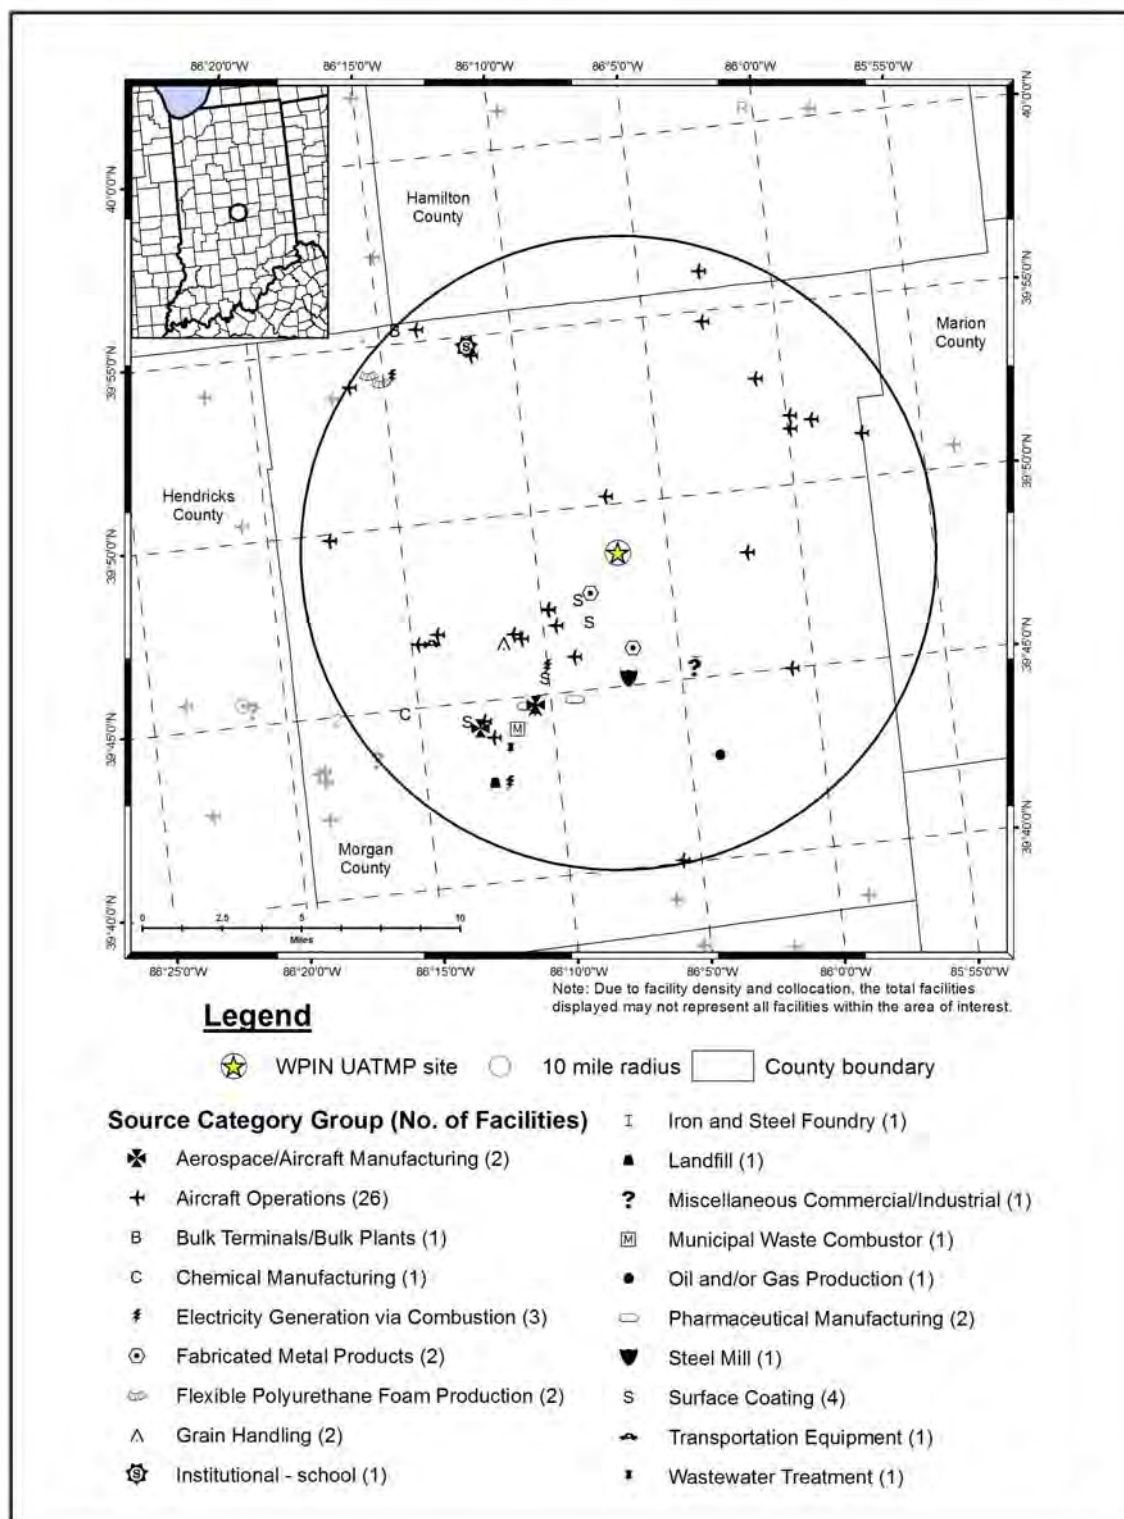 86°20'0"W 86°15'0"W 86°10'0"W 86°5'0"W 86°0'0"W 85°55'0"W
40°0'0"N
40°0'0"N
Hamilton
County
39°55'0"N
Marion
County
39°55'0"N
39°50'0"N
Hendricks
County
39°50'0"N
39°45'0"N
39°45'0"N
Morgan
County
39°40'0"N
39°40'0"N
0 2.5 5 10
Miles
86°25'0"W 86°20'0"W 86°15'0"W 86°10'0"W 86°5'0"W 86°0'0"W 85°55'0"W
Note: Due to facility density and collocation, the total facilities
displayed may not represent all facilities within the area of interest.
Legend
WPIN UATMP site 10 mile radius County boundary
Source Category Group (No. of Facilities)
Aerospace/Aircraft Manufacturing (2)
Aircraft Operations (26)
B Bulk Terminals/Bulk Plants (1)
C Chemical Manufacturing (1)
Electricity Generation via Combustion (3)
Fabricated Metal Products (2)
Flexible Polyurethane Foam Production (2)
Grain Handling (2)
S Institutional - school (1)
I Iron and Steel Foundry (1)
Landfill (1)
? Miscellaneous Commercial/Industrial (1)
M Municipal Waste Combustor (1)
Oil and/or Gas Production (1)
Pharmaceutical Manufacturing (2)
Steel Mill (1)
S Surface Coating (4)
Transportation Equipment (1)
Wastewater Treatment (1)